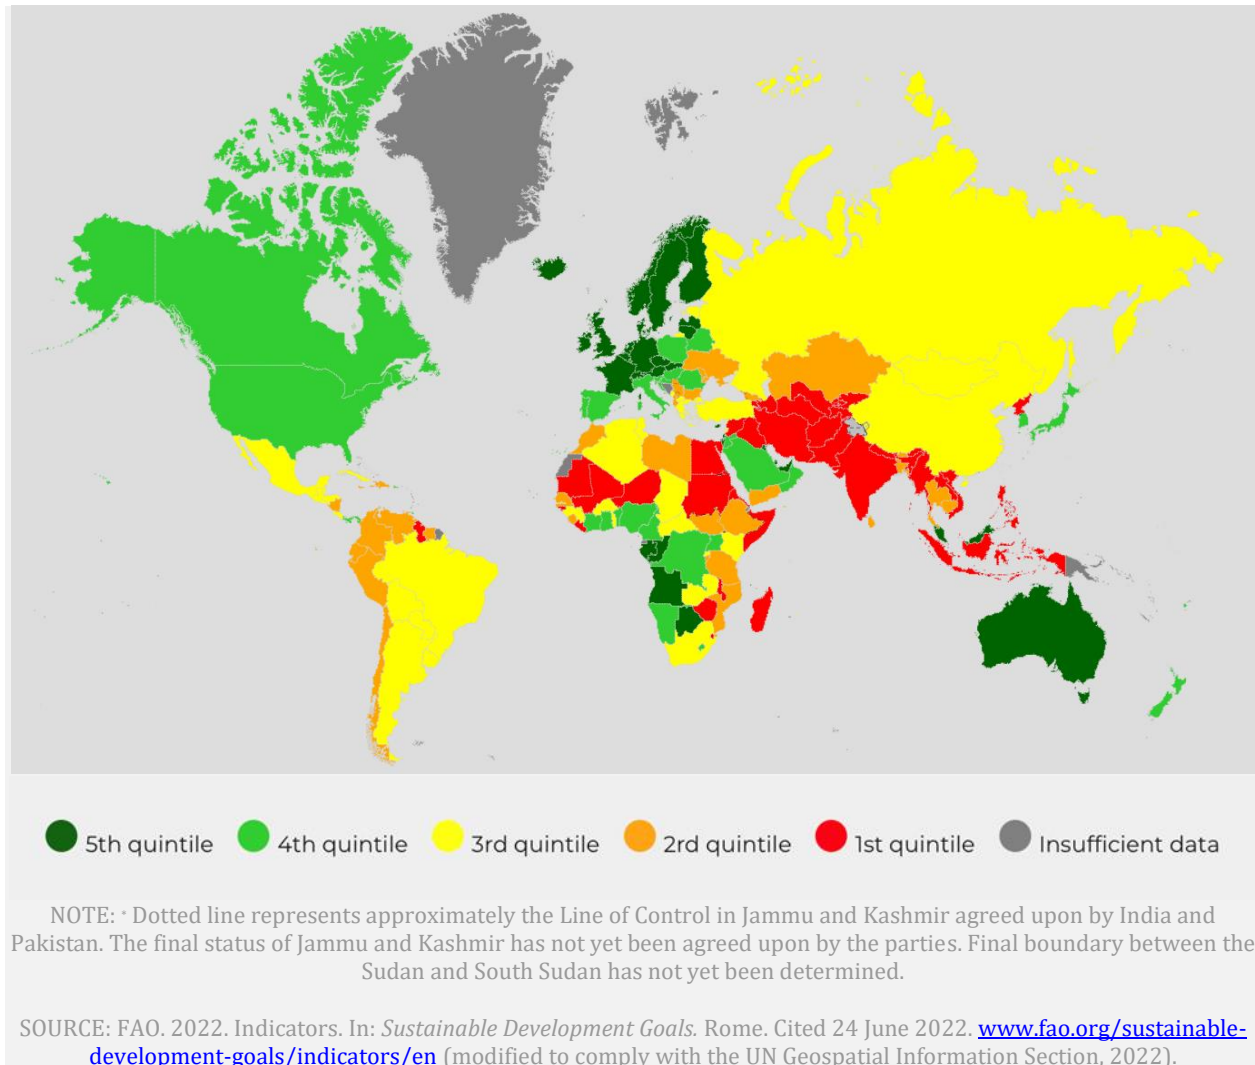 5th quintile 4th quintile 3rd quintile 2rd quintile 1st quintile Insufficient data
NOTE: * Dotted line represents approximately the Line of Control in Jammu and Kashmir agreed upon by India and
Pakistan. The final status of Jammu and Kashmir has not yet been agreed upon by the parties. Final boundary between the
Sudan and South Sudan has not yet been determined.
SOURCE: FAO. 2022. Indicators. In: Sustainable Development Goals. Rome. Cited 24 June 2022. www.fao.org/sustainable-
development-goals/indicators/en (modified to comply with the UN Geospatial Information Section, 2022).